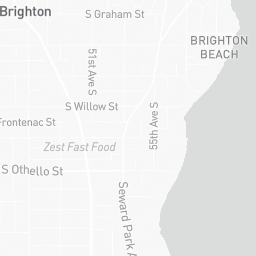 Brighton
S Graham St
BRIGHTON
BEACH
51st Ave S
S Willow St
55th Ave S
Frontenac St
Zest Fast Food
S Othello St
Seward Park A